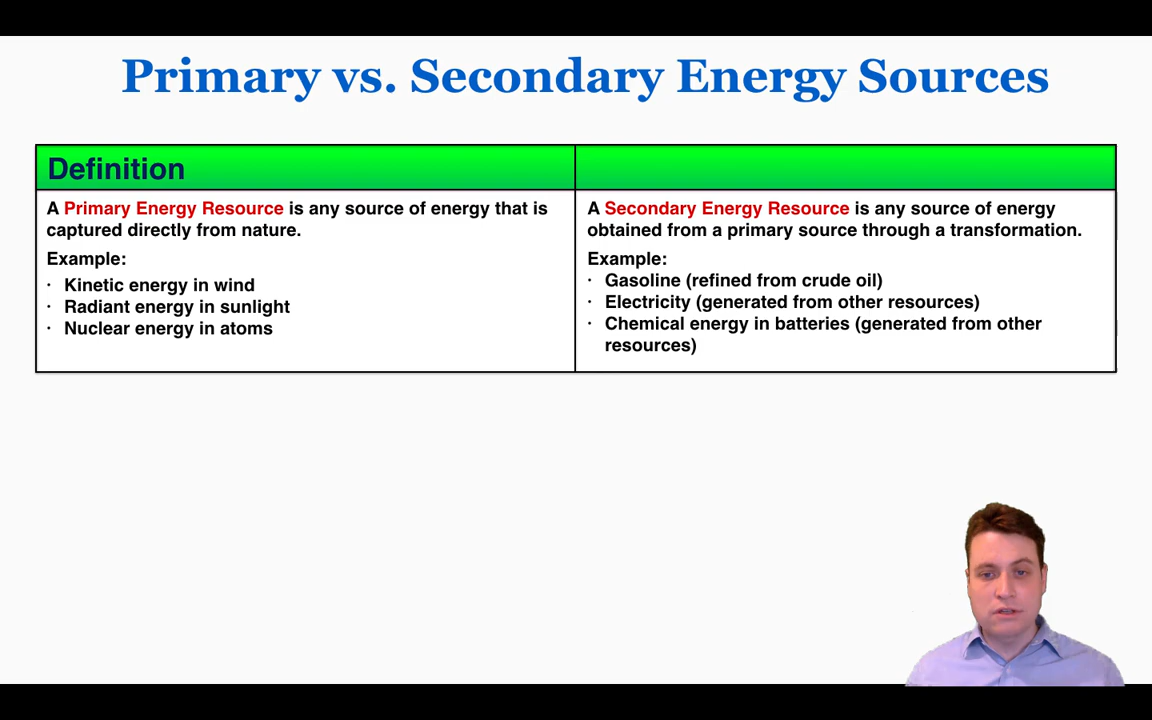 Primary vs. Secondary Energy Sources
Definition
A Primary Energy Resource is any source of energy that is
captured directly from nature.
Example:
· Kinetic energy in wind
· Radiant energy in sunlight
· Nuclear energy in atoms
A Secondary Energy Resource is any source of energy
obtained from a primary source through a transformation.
Example:
· Gasoline (refined from crude oil)
· Electricity (generated from other resources)
· Chemical energy in batteries (generated from other
resources)